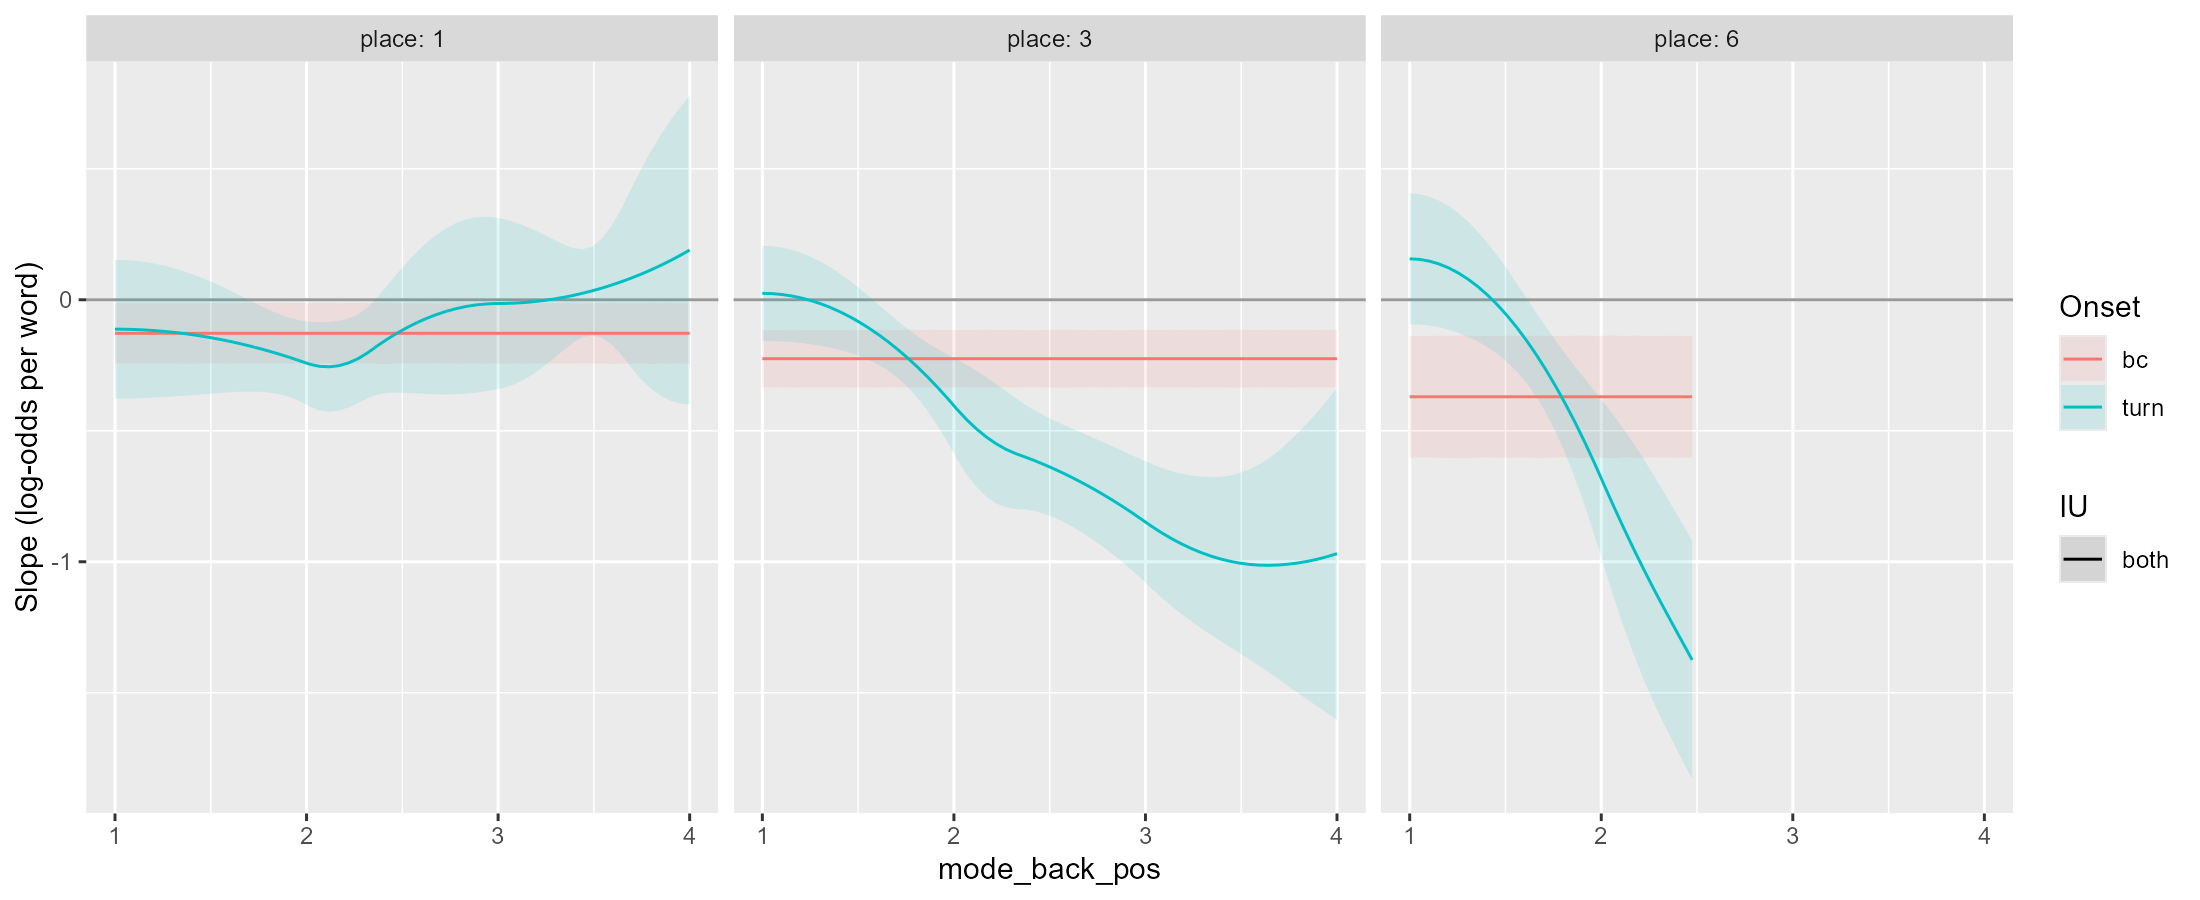 place: 1
place: 3
place: 6
Slope (log-odds per word)
0
-1
1 2 3 4
1 2 3 4
1 2 3 4
mode_back_pos
Onset
bc
turn
IU
both